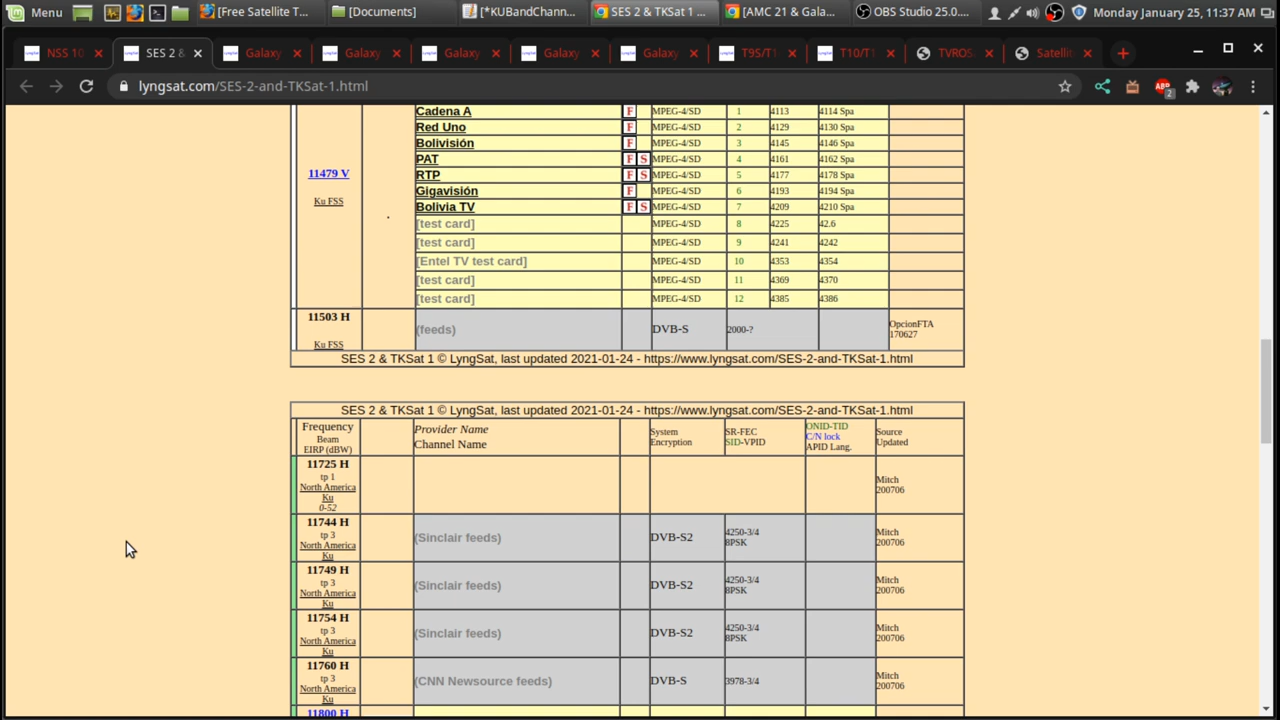 Menu [Free Satellite T... [Documents] [*KUBandChann... SES 2 & TKSat 1 ... [AMC 21 & Gala... OBS Studio 25.0.... Monday January 25, 11:37 AM
NSS 10 SES 2 & Galaxy Galaxy Galaxy Galaxy Galaxy T9S/T1 T10/T1 TVROS Satellit
lyngsat.com/SES-2-and-TKSat-1.html
Cadena A F MPEG-4/SD 1 4113 4114 Spa
Red Uno F MPEG-4/SD 2 4129 4130 Spa
Bolivisión F MPEG-4/SD 3 4145 4146 Spa
PAT F S MPEG-4/SD 4 4161 4162 Spa
11479 V RTP F S MPEG-4/SD 5 4177 4178 Spa
Gigavisión F MPEG-4/SD 6 4193 4194 Spa
Ku FSS Bolivia TV F S MPEG-4/SD 7 4209 4210 Spa
[test card] MPEG-4/SD 8 4225 42.6
[test card] MPEG-4/SD 9 4241 4242
[Entel TV test card] MPEG-4/SD 10 4353 4354
[test card] MPEG-4/SD 11 4369 4370
[test card] MPEG-4/SD 12 4385 4386
11503 H
Ku FSS
(feeds) DVB-S 2000-? OpcionFTA
170627
SES 2 & TKSat 1 © LyngSat, last updated 2021-01-24 - https://www.lyngsat.com/SES-2-and-TKSat-1.html
SES 2 & TKSat 1 © LyngSat, last updated 2021-01-24 - https://www.lyngsat.com/SES-2-and-TKSat-1.html
Frequency
Beam
EIRP (dBW)
Provider Name
Channel Name
System
Encryption
SR-FEC
SID-VPID
ONID-TID
C/N lock
APID Lang.
Source
Updated
11725 H
tp 1
North America
Ku
0-52
Mitch
200706
11744 H
tp 3
North America
Ku
(Sinclair feeds) DVB-S2 4250-3/4
8PSK
Mitch
200706
11749 H
tp 3
North America
Ku
(Sinclair feeds) DVB-S2 4250-3/4
8PSK
Mitch
200706
11754 H
tp 3
North America
Ku
(Sinclair feeds) DVB-S2 4250-3/4
8PSK
Mitch
200706
11760 H
tp 3
North America
Ku
(CNN Newsource feeds) DVB-S 3978-3/4
Mitch
200706
11800 H